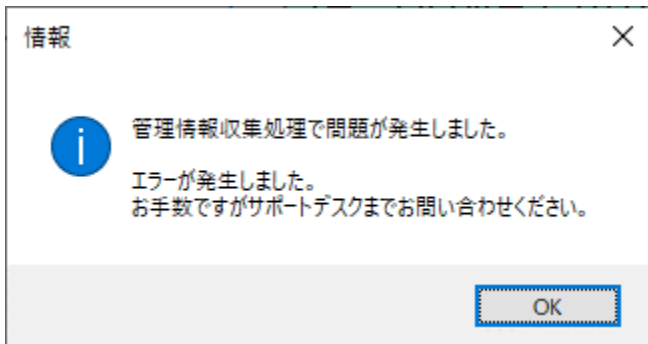 情報
管理情報収集処理で問題が発生しました。
エラーが発生しました。
お手数ですがサポートデスクまでお問い合わせください。
OK